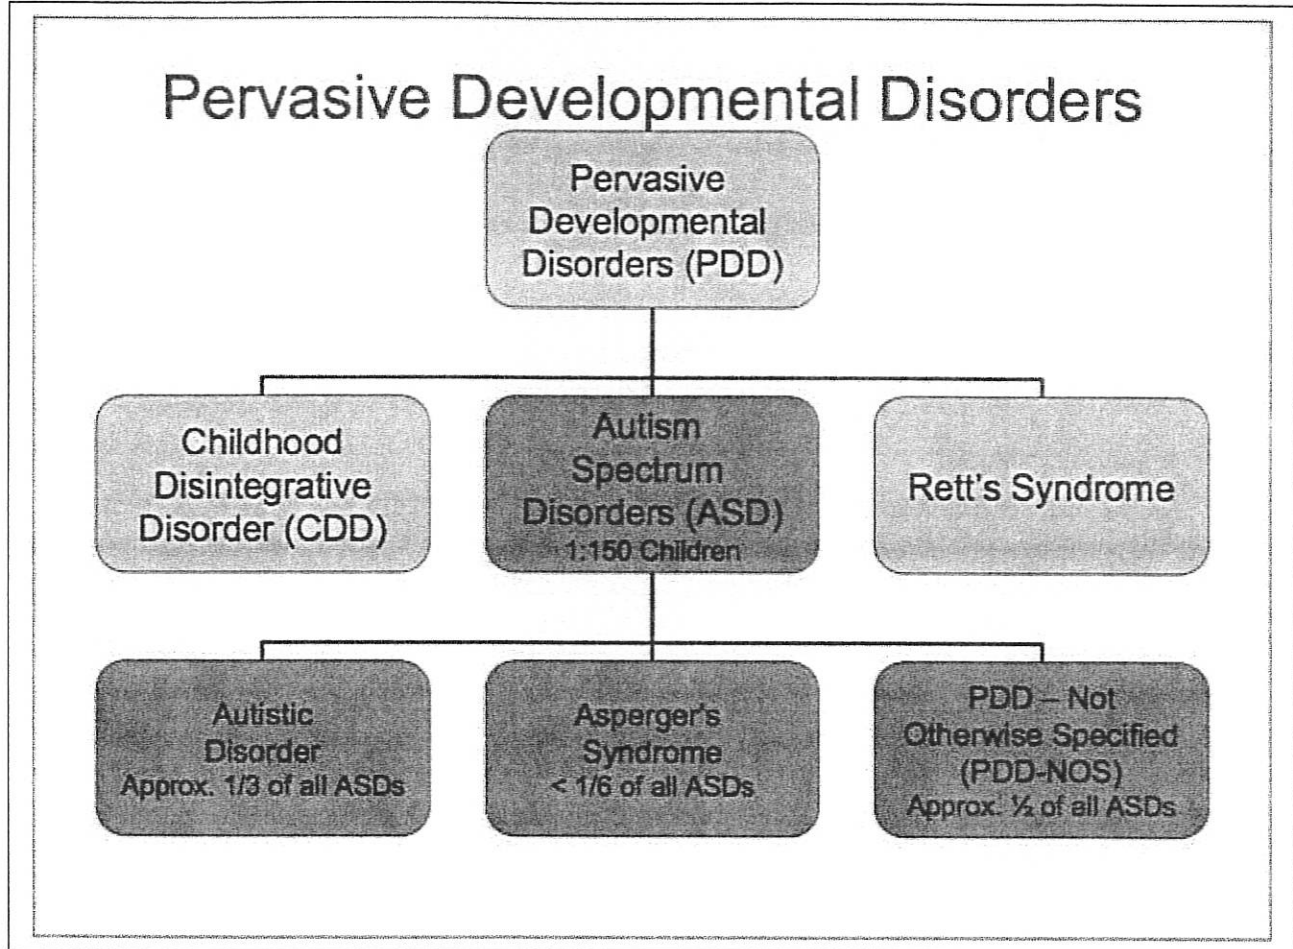 Pervasive Developmental Disorders
Pervasive
Developmental
Disorders (PDD)
Childhood
Disintegrative
Disorder (CDD)
Autism
Spectrum
Disorders (ASD)
1:150 Children
Rett's Syndrome
Autistic
Disorder
Approx. 1/3 of all ASDs
Asperger's
Syndrome
< 1/6 of all ASDs
PDD – Not
Otherwise Specified
(PDD-NOS)
Approx. ½ of all ASDs